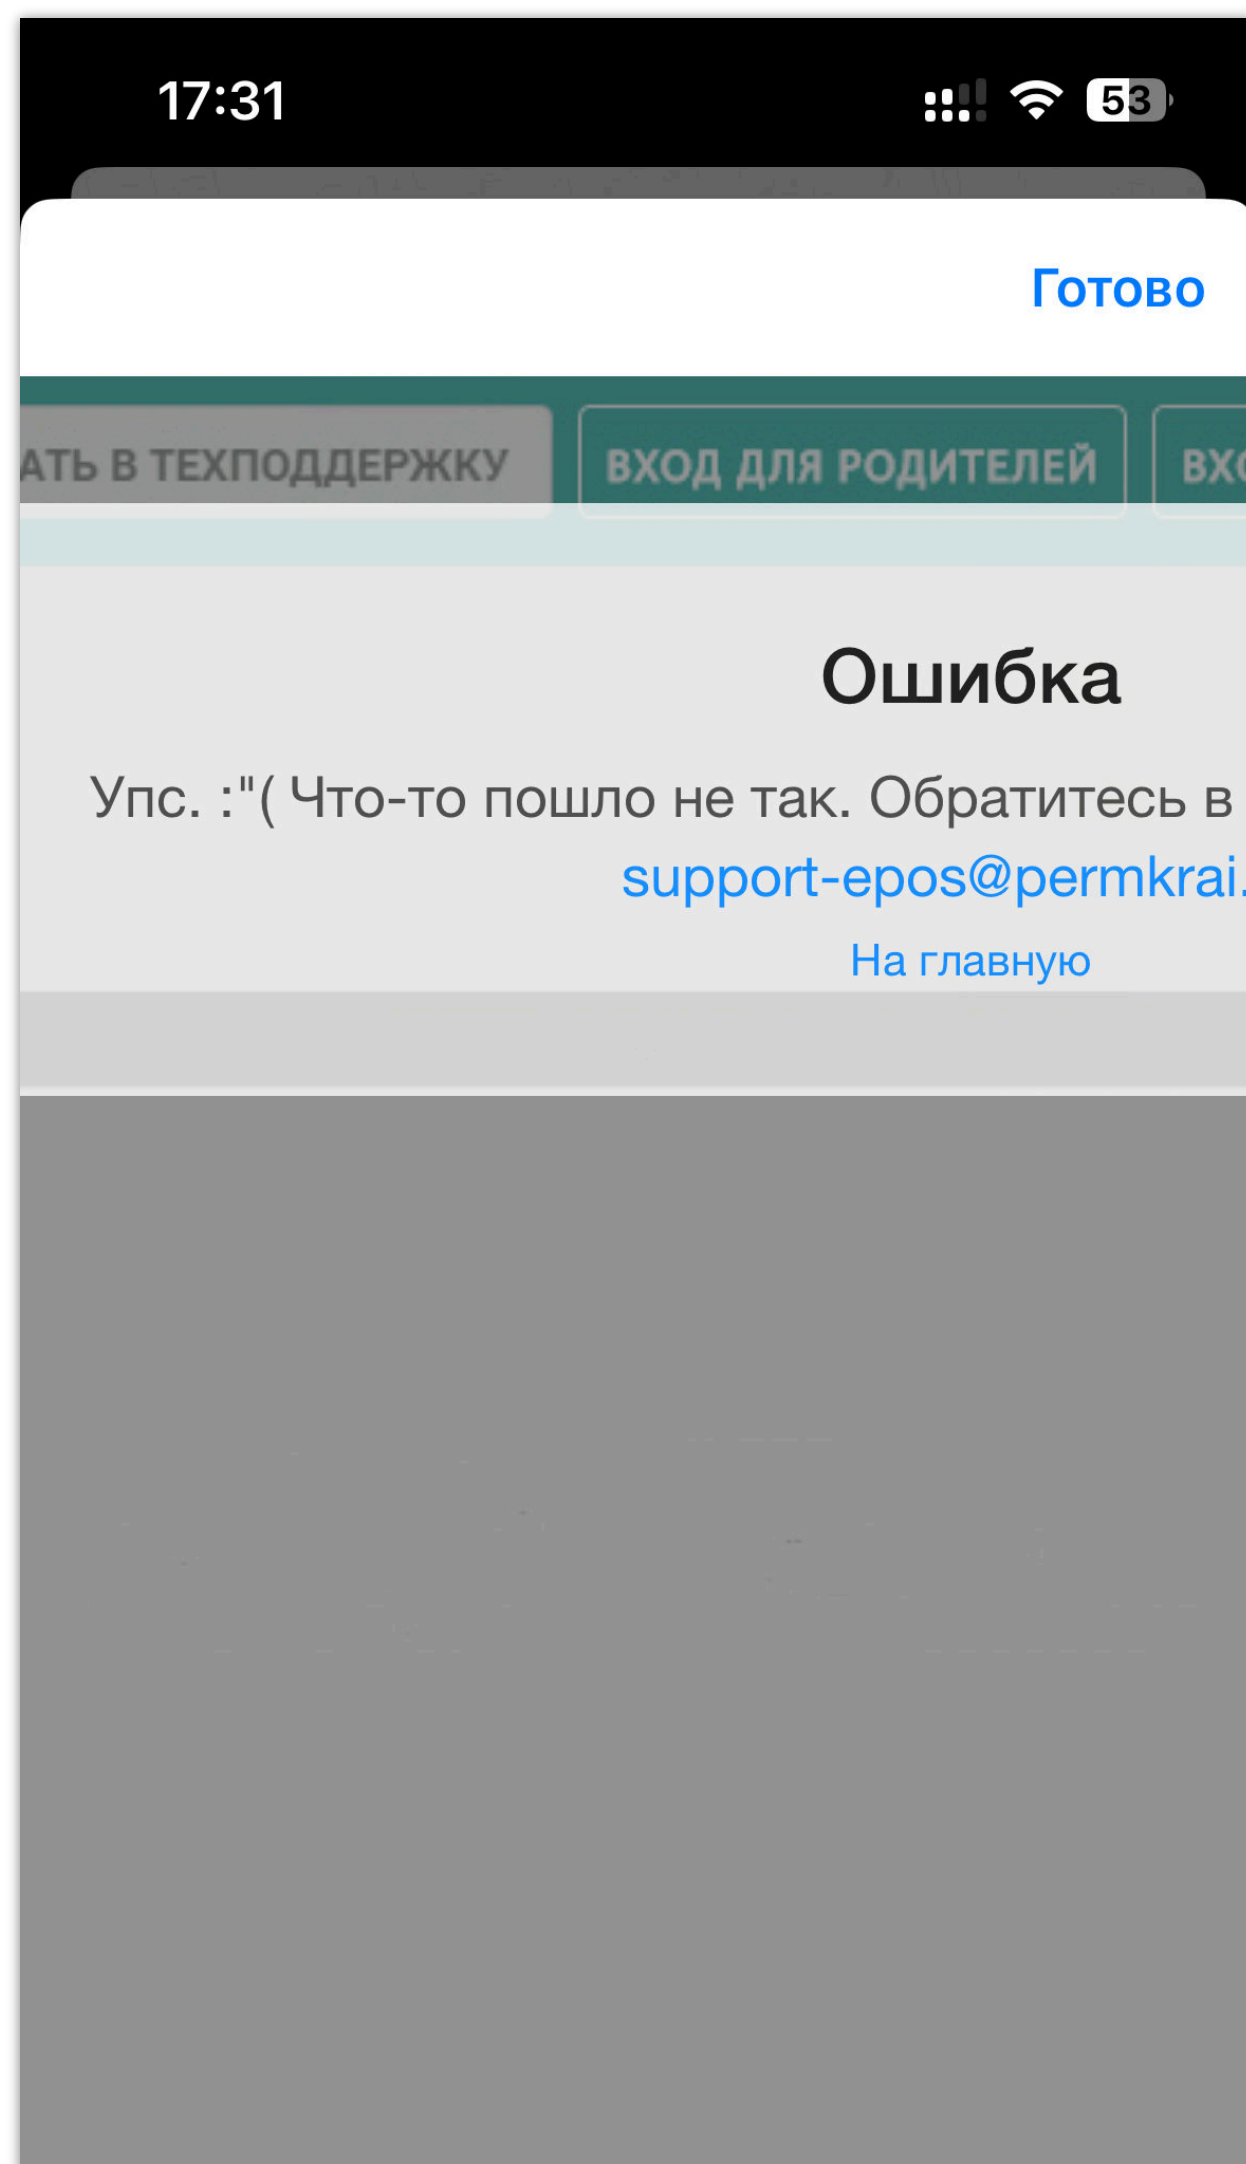 17:31
53
Готово
АТЬ В ТЕХПОДДЕРЖКУ
ВХОД ДЛЯ РОДИТЕЛЕЙ
ВХО
Ошибка
Упс. :"( Что-то пошло не так. Обратитесь в
support-epos@permkrai.
На главную